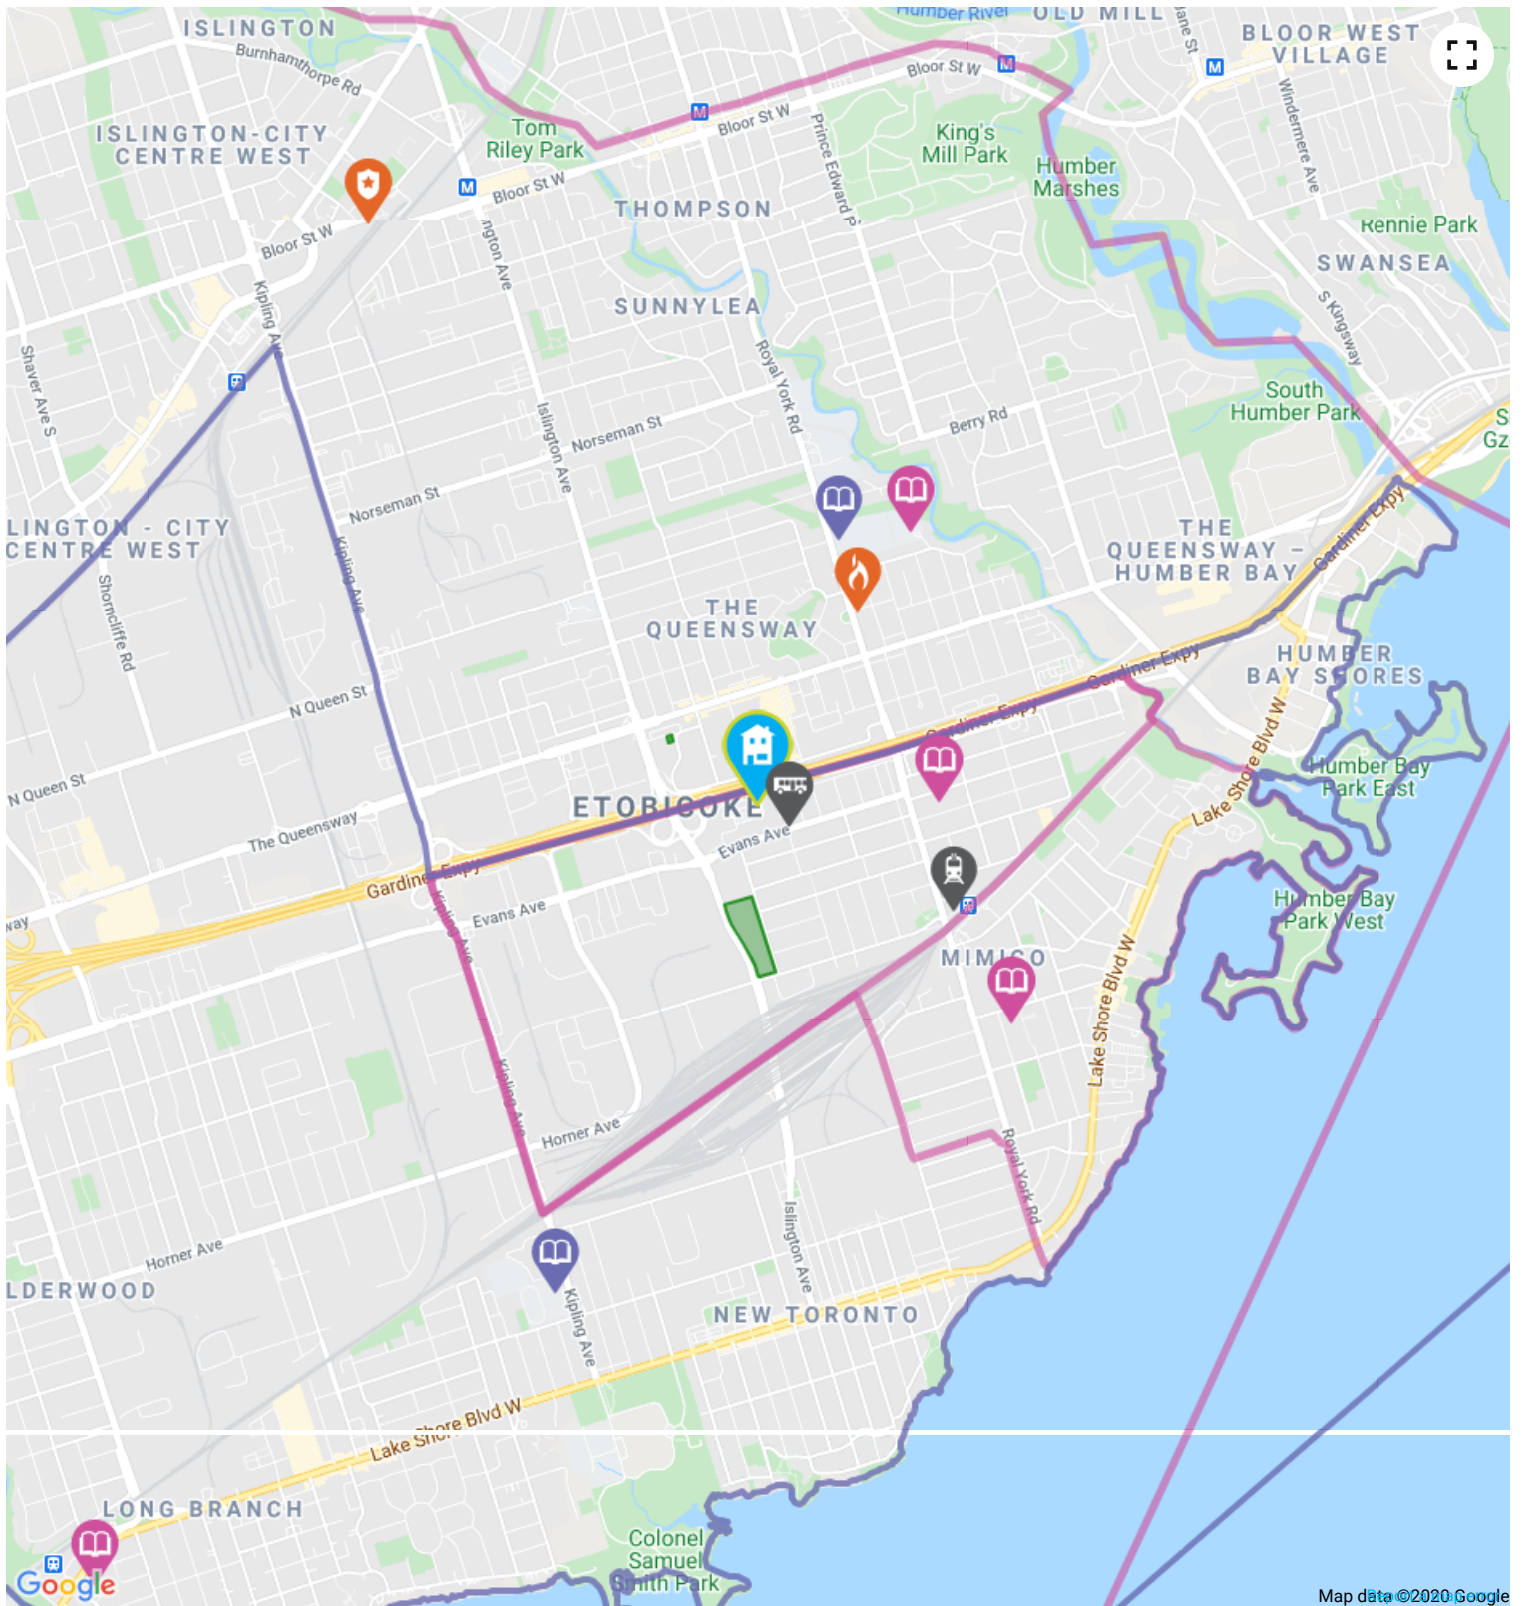 Humber River
OLD MILL
ISLINGTON
BLOOR WEST
VILLAGE
Burnhamthorpe Rd
Bloor St W
M
M
Windermere Ave
M
Bloor St W
Prince Edward
Tom
Riley Park
King's
Mill Park
ISLINGTON-CITY
CENTRE WEST
Humber
Marshes
M
Bloor St W
THOMPSON
Rennie Park
Bloor St W
ngton Ave
SWANSEA
Kipling Ave
SUNNYLEA
S Kingsway
Shaver Ave S
Royal York Rd
South
Humber Park
Islington Ave
Norseman St
Berry Rd
Norseman St
LINGTON - CITY
CENTRE WEST
Kipling Ave
Gardiner Expy
THE
QUEENSWAY –
HUMBER BAY
Shorncliffe Rd
THE
QUEENSWAY
HUMBER
BAY SHORES
Gardiner Expy
N Queen St
Gardiner Expy
Lake Shore Blvd W
Humber Bay
Park East
N Queen St
ETOBICOKE
The Queensway
Evans Ave
Gardiner Expy
Kipling Ave
Evans Ave
way
Humber Bay
Park West
MIMICO
Lake Shore Blvd W
Kipling Ave
Horner Ave
Royal York Rd
Islington Ave
Horner Ave
LDERWOOD
Kipling Ave
NEW TORONTO
Lake Shore Blvd W
LONG BRANCH
Colonel
Samuel
Smith Park
Google
Map data ©2020 Google